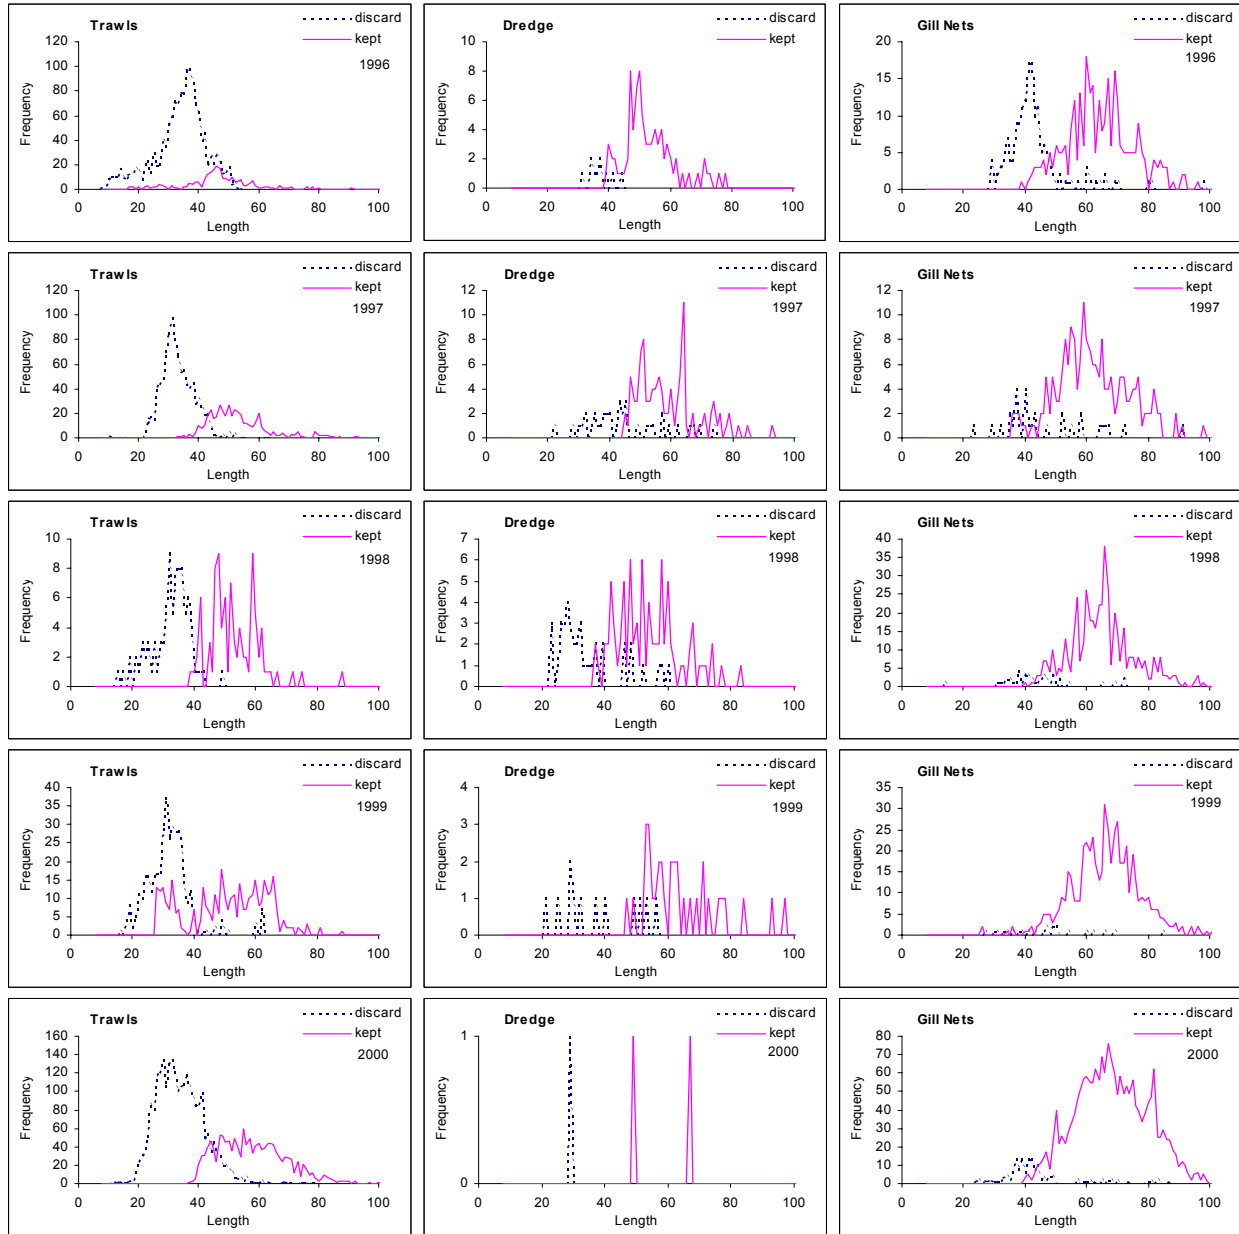 Trawls
discard
kept
1996
120
100
80
60
40
20
0
Frequency
0 20 40 60 80 100
Length
Dredge
discard
kept
1996
10
8
6
4
2
0
Frequency
0 20 40 60 80 100
Length
Gill Nets
discard
kept
1996
20
15
10
5
0
Frequency
0 20 40 60 80 100
Length
Trawls
discard
kept
1997
120
100
80
60
40
20
0
Frequency
0 20 40 60 80 100
Length
Dredge
discard
kept
1997
12
10
8
6
4
2
0
Frequency
0 20 40 60 80 100
Length
Gill Nets
discard
kept
1997
12
10
8
6
4
2
0
Frequency
0 20 40 60 80 100
Length
Trawls
discard
kept
1998
10
8
6
4
2
0
Frequency
0 20 40 60 80 100
Length
Dredge
discard
kept
1998
7
6
5
4
3
2
1
0
Frequency
0 20 40 60 80 100
Length
Gill Nets
discard
kept
1998
40
35
30
25
20
15
10
5
0
Frequency
0 20 40 60 80 100
Length
Trawls
discard
kept
1999
40
35
30
25
20
15
10
5
0
Frequency
0 20 40 60 80 100
Length
Dredge
discard
kept
1999
4
3
2
1
0
Frequency
0 20 40 60 80 100
Length
Gill Nets
discard
kept
1999
35
30
25
20
15
10
5
0
Frequency
0 20 40 60 80 100
Length
Trawls
discard
kept
2000
160
140
120
100
80
60
40
20
0
Frequency
0 20 40 60 80 100
Length
Dredge
discard
kept
2000
1
0
Frequency
0 20 40 60 80 100
Length
Gill Nets
discard
kept
2000
80
70
60
50
40
30
20
10
0
Frequency
0 20 40 60 80 100
Length